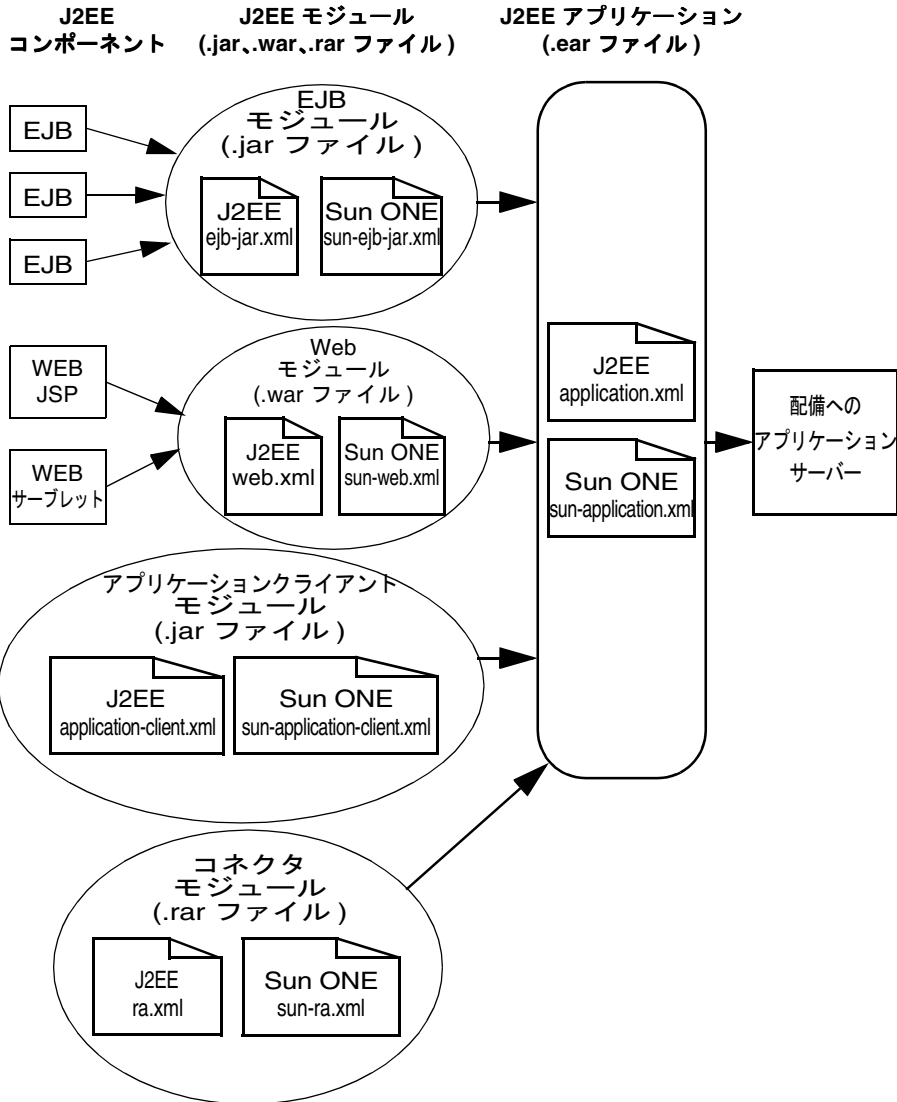 J2EE
コンポーネント
J2EE モジュール
(.jar、.war、.rar ファイル )
J2EE アプリケーション
(.ear ファイル )
EJB
EJB
EJB
EJB
モジュール
(.jar ファイル )
J2EE
ejb-jar.xml
Sun ONE
sun-ejb-jar.xml
WEB
JSP
WEB
サーブレット
Web
モジュール
(.war ファイル )
J2EE
web.xml
Sun ONE
sun-web.xml
アプリケーションクライアント
モジュール
(.jar ファイル )
J2EE
application-client.xml
Sun ONE
sun-application-client.xml
コネクタ
モジュール
(.rar ファイル )
J2EE
ra.xml
Sun ONE
sun-ra.xml
J2EE
application.xml
Sun ONE
sun-application.xml
配備への
アプリケーション
サーバー